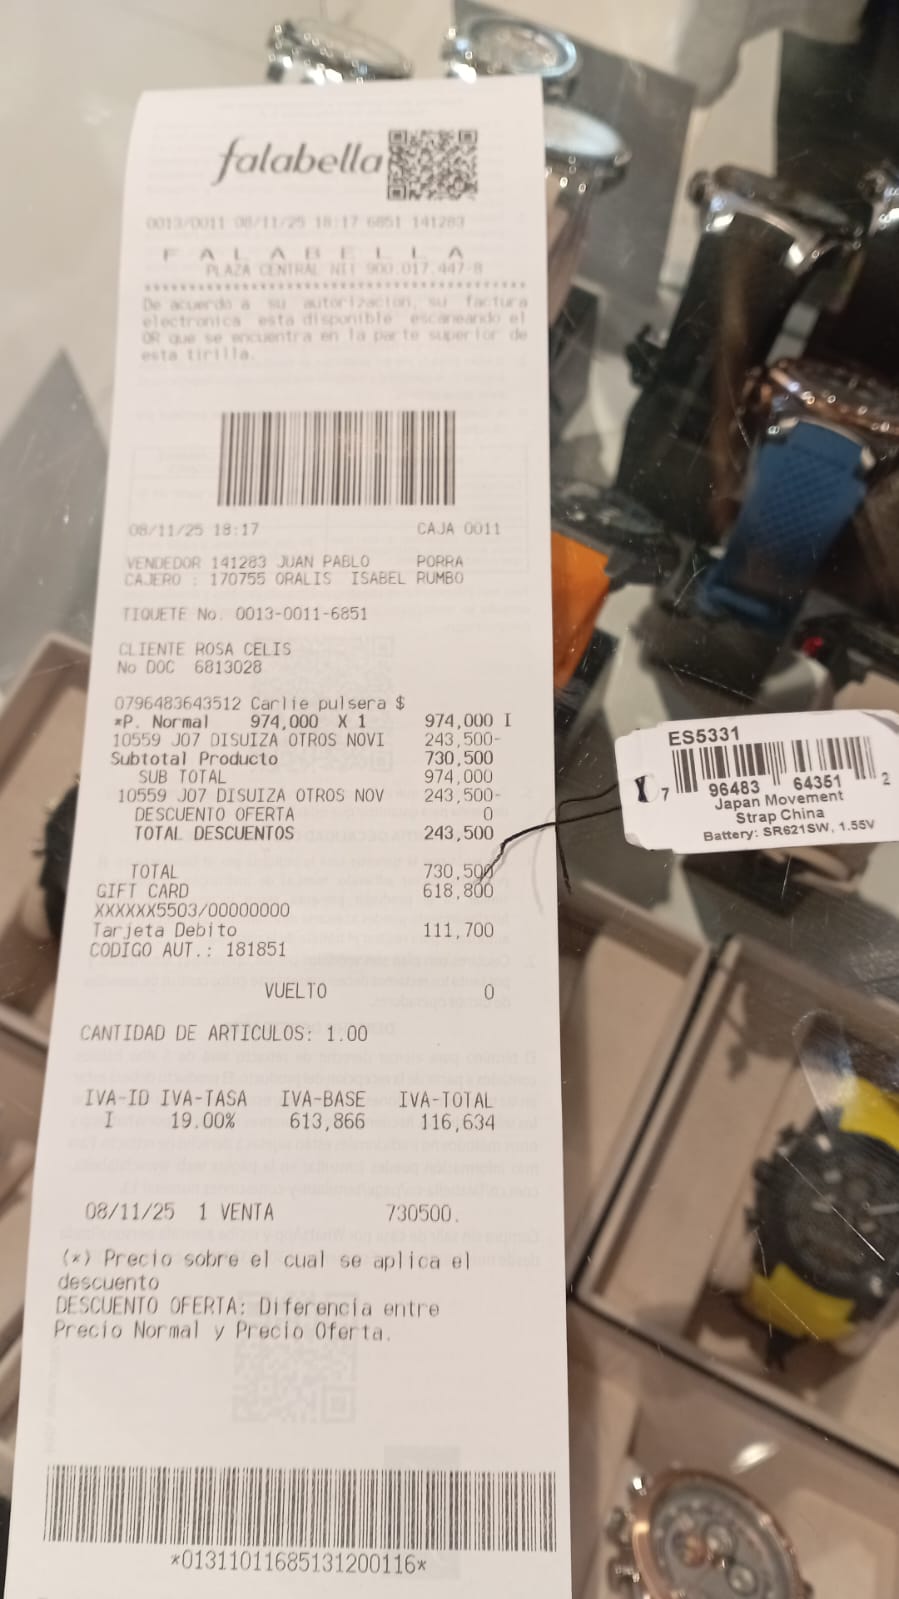 falabella
0013/0011 08/11/25 18:17 6851 141283
F A L A B E L L A
PLAZA CENTRAL NIT 900.017.447-8
De acuerdo a su autorizacion, su factura
electronica esta disponible escaneando el
QR que se encuentra en la parte superior de
esta tirilla.
08/11/25 18:17 CAJA 0011
VENDEDOR 141283 JUAN PABLO PORRA
CAJERO : 170755 ORALIS ISABEL RUMBO
TIQUETE No. 0013-0011-6851
CLIENTE ROSA CELIS
No DOC 6813028
0796483643512 Carlie pulsera $
*P. Normal 974,000 X 1 974,000 I
10559 J07 DISUIZA OTROS NOVI 243,500-
Subtotal Producto 730,500
SUB TOTAL 974,000
10559 J07 DISUIZA OTROS NOV 243,500-
DESCUENTO OFERTA 0
TOTAL DESCUENTOS 243,500
TOTAL 730,500
GIFT CARD 618,800
XXXXXX5503/00000000
Tarjeta Debito 111,700
CODIGO AUT.: 181851
VUELTO 0
CANTIDAD DE ARTICULOS: 1.00
IVA-ID IVA-TASA IVA-BASE IVA-TOTAL
I 19.00% 613,866 116,634
08/11/25 1 VENTA 730500.
(*) Precio sobre el cual se aplica el
descuento
DESCUENTO OFERTA: Diferencia entre
Precio Normal y Precio Oferta.
*01311011685131200116*
ES5331
7 96483 64351 2
Japan Movement
Strap China
Battery: SR621SW, 1.55V